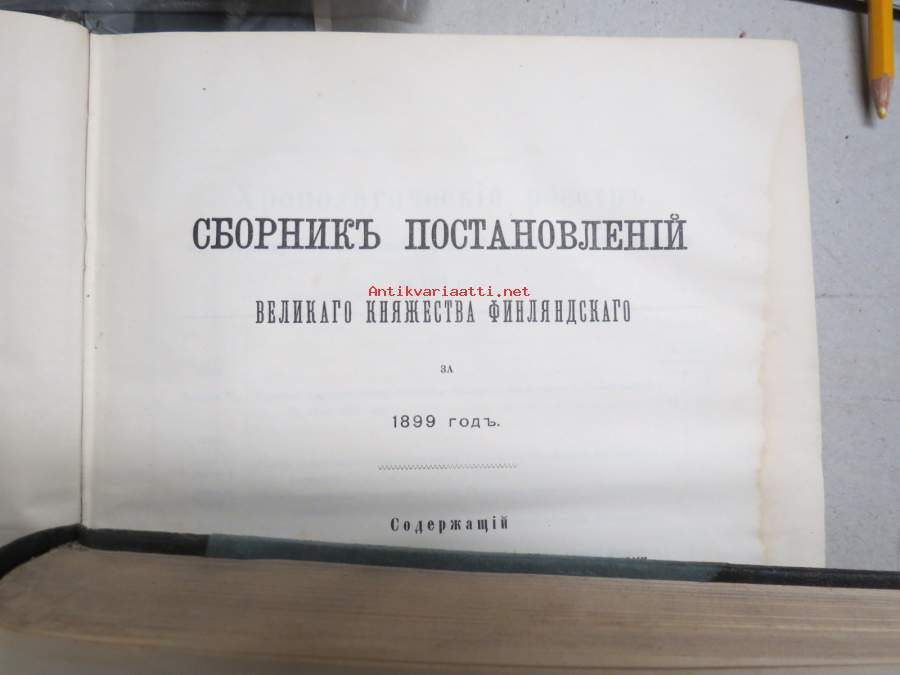 СБОРНИКЪ ПОСТАНОВЛЕНІЙ
Antikvariaatti.net
ВЕЛИКАГО КНЯЖЕСТВА ФИНЛЯНДСКАГО
ЗА
1899 годъ.
Содержащій